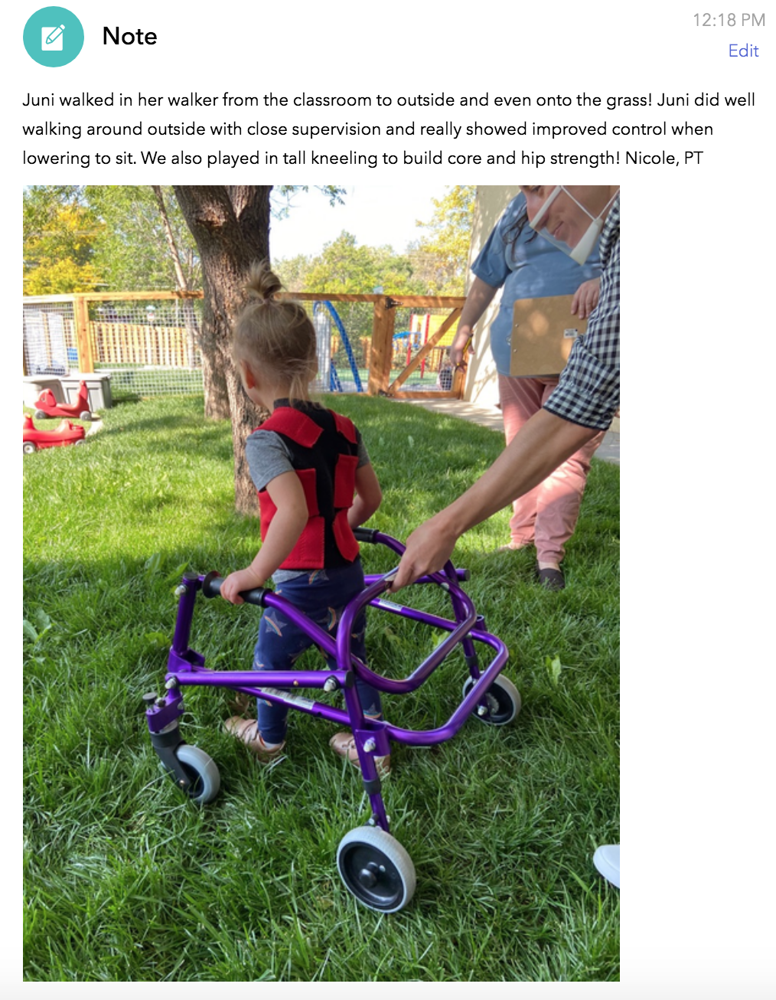 Note
12:18 PM
Edit
Juni walked in her walker from the classroom to outside and even onto the grass! Juni did well
walking around outside with close supervision and really showed improved control when
lowering to sit. We also played in tall kneeling to build core and hip strength! Nicole, PT